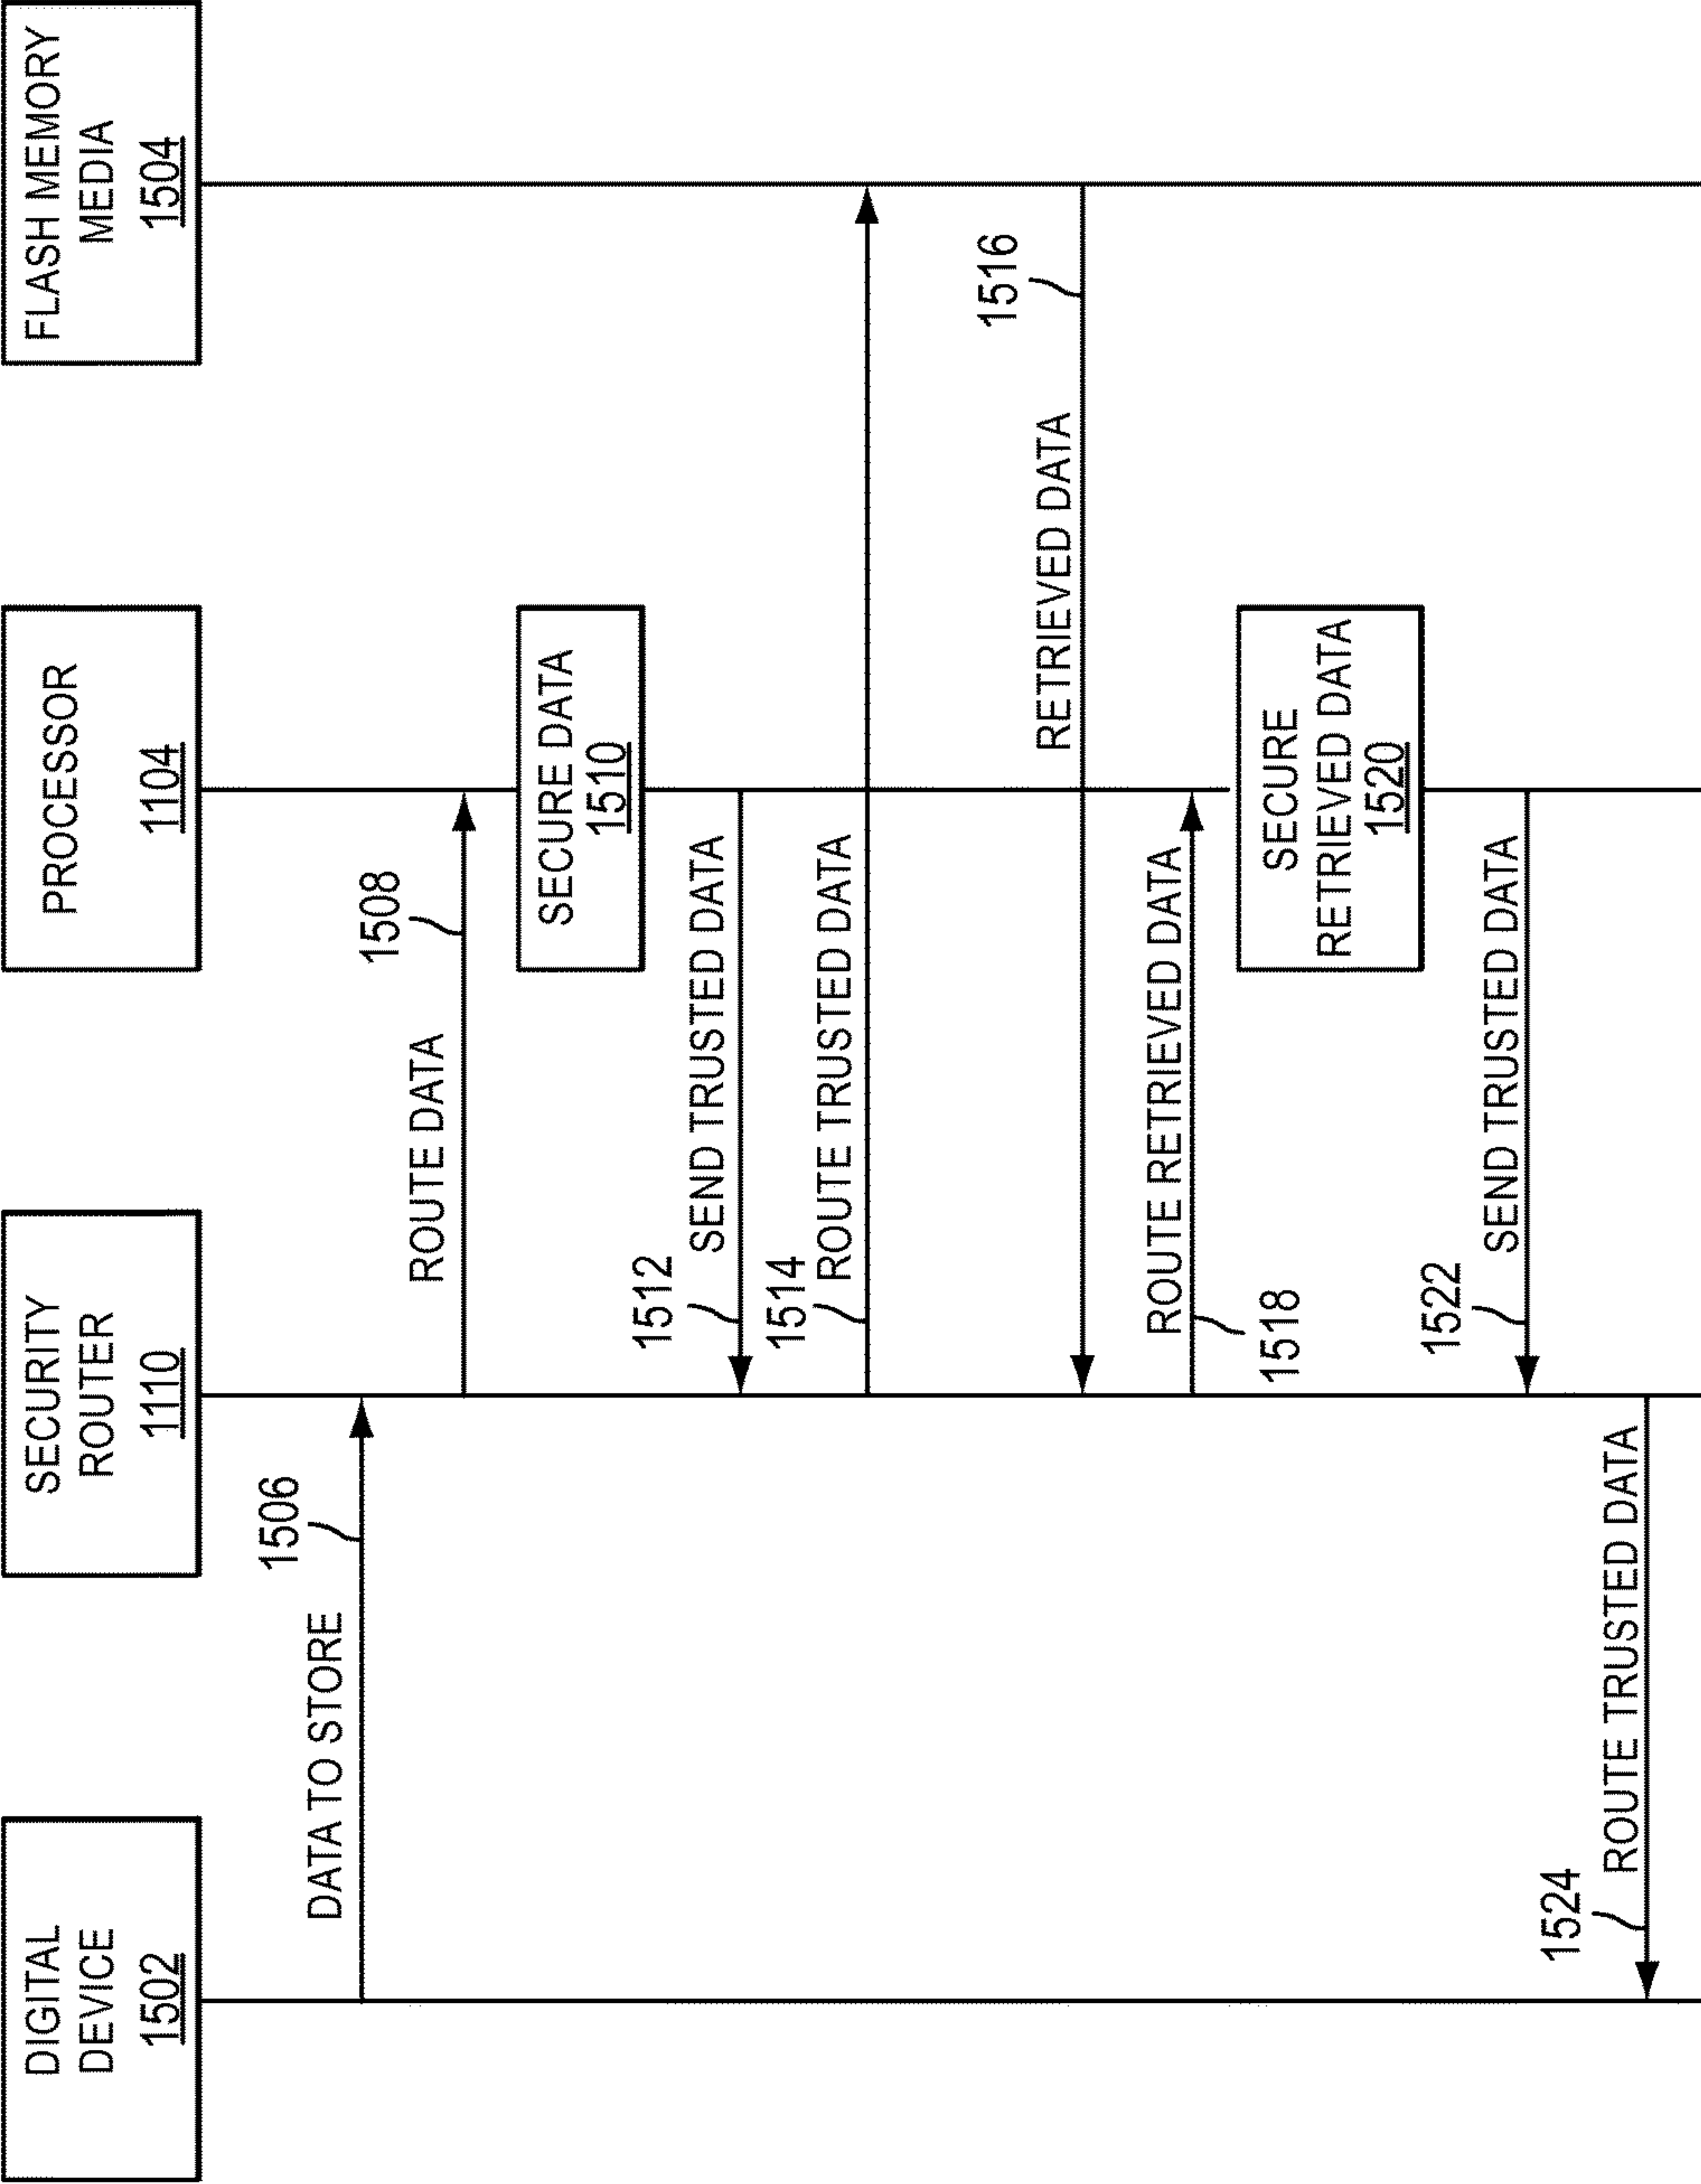 DIGITAL
DEVICE
1502
SECURITY
ROUTER
1110
PROCESSOR
1104
FLASH MEMORY
MEDIA
1504
1506
DATA TO STORE
1508
ROUTE DATA
SECURE DATA
1510
1512
SEND TRUSTED DATA
1514
ROUTE TRUSTED DATA
1516
RETRIEVED DATA
ROUTE RETRIEVED DATA
1518
SECURE
RETRIEVED DATA
1520
1522
SEND TRUSTED DATA
1524
ROUTE TRUSTED DATA